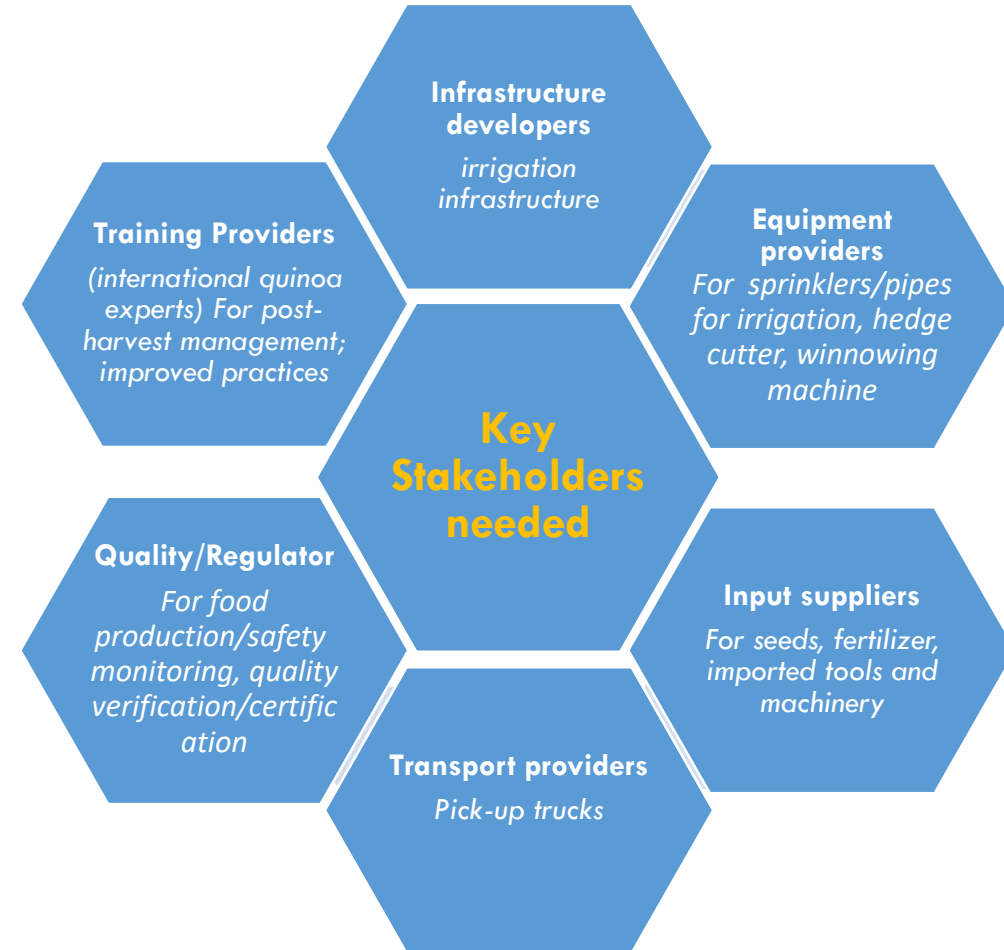 Infrastructure
developers
irrigation
infrastructure
Training Providers
(international quinoa
experts) For post-
harvest management;
improved practices
Equipment
providers
For sprinklers/pipes
for irrigation, hedge
cutter, winnowing
machine
Key
Stakeholders
needed
Quality/Regulator
For food
production/safety
monitoring, quality
verification/certific
ation
Input suppliers
For seeds, fertilizer,
imported tools and
machinery
Transport providers
Pick-up trucks